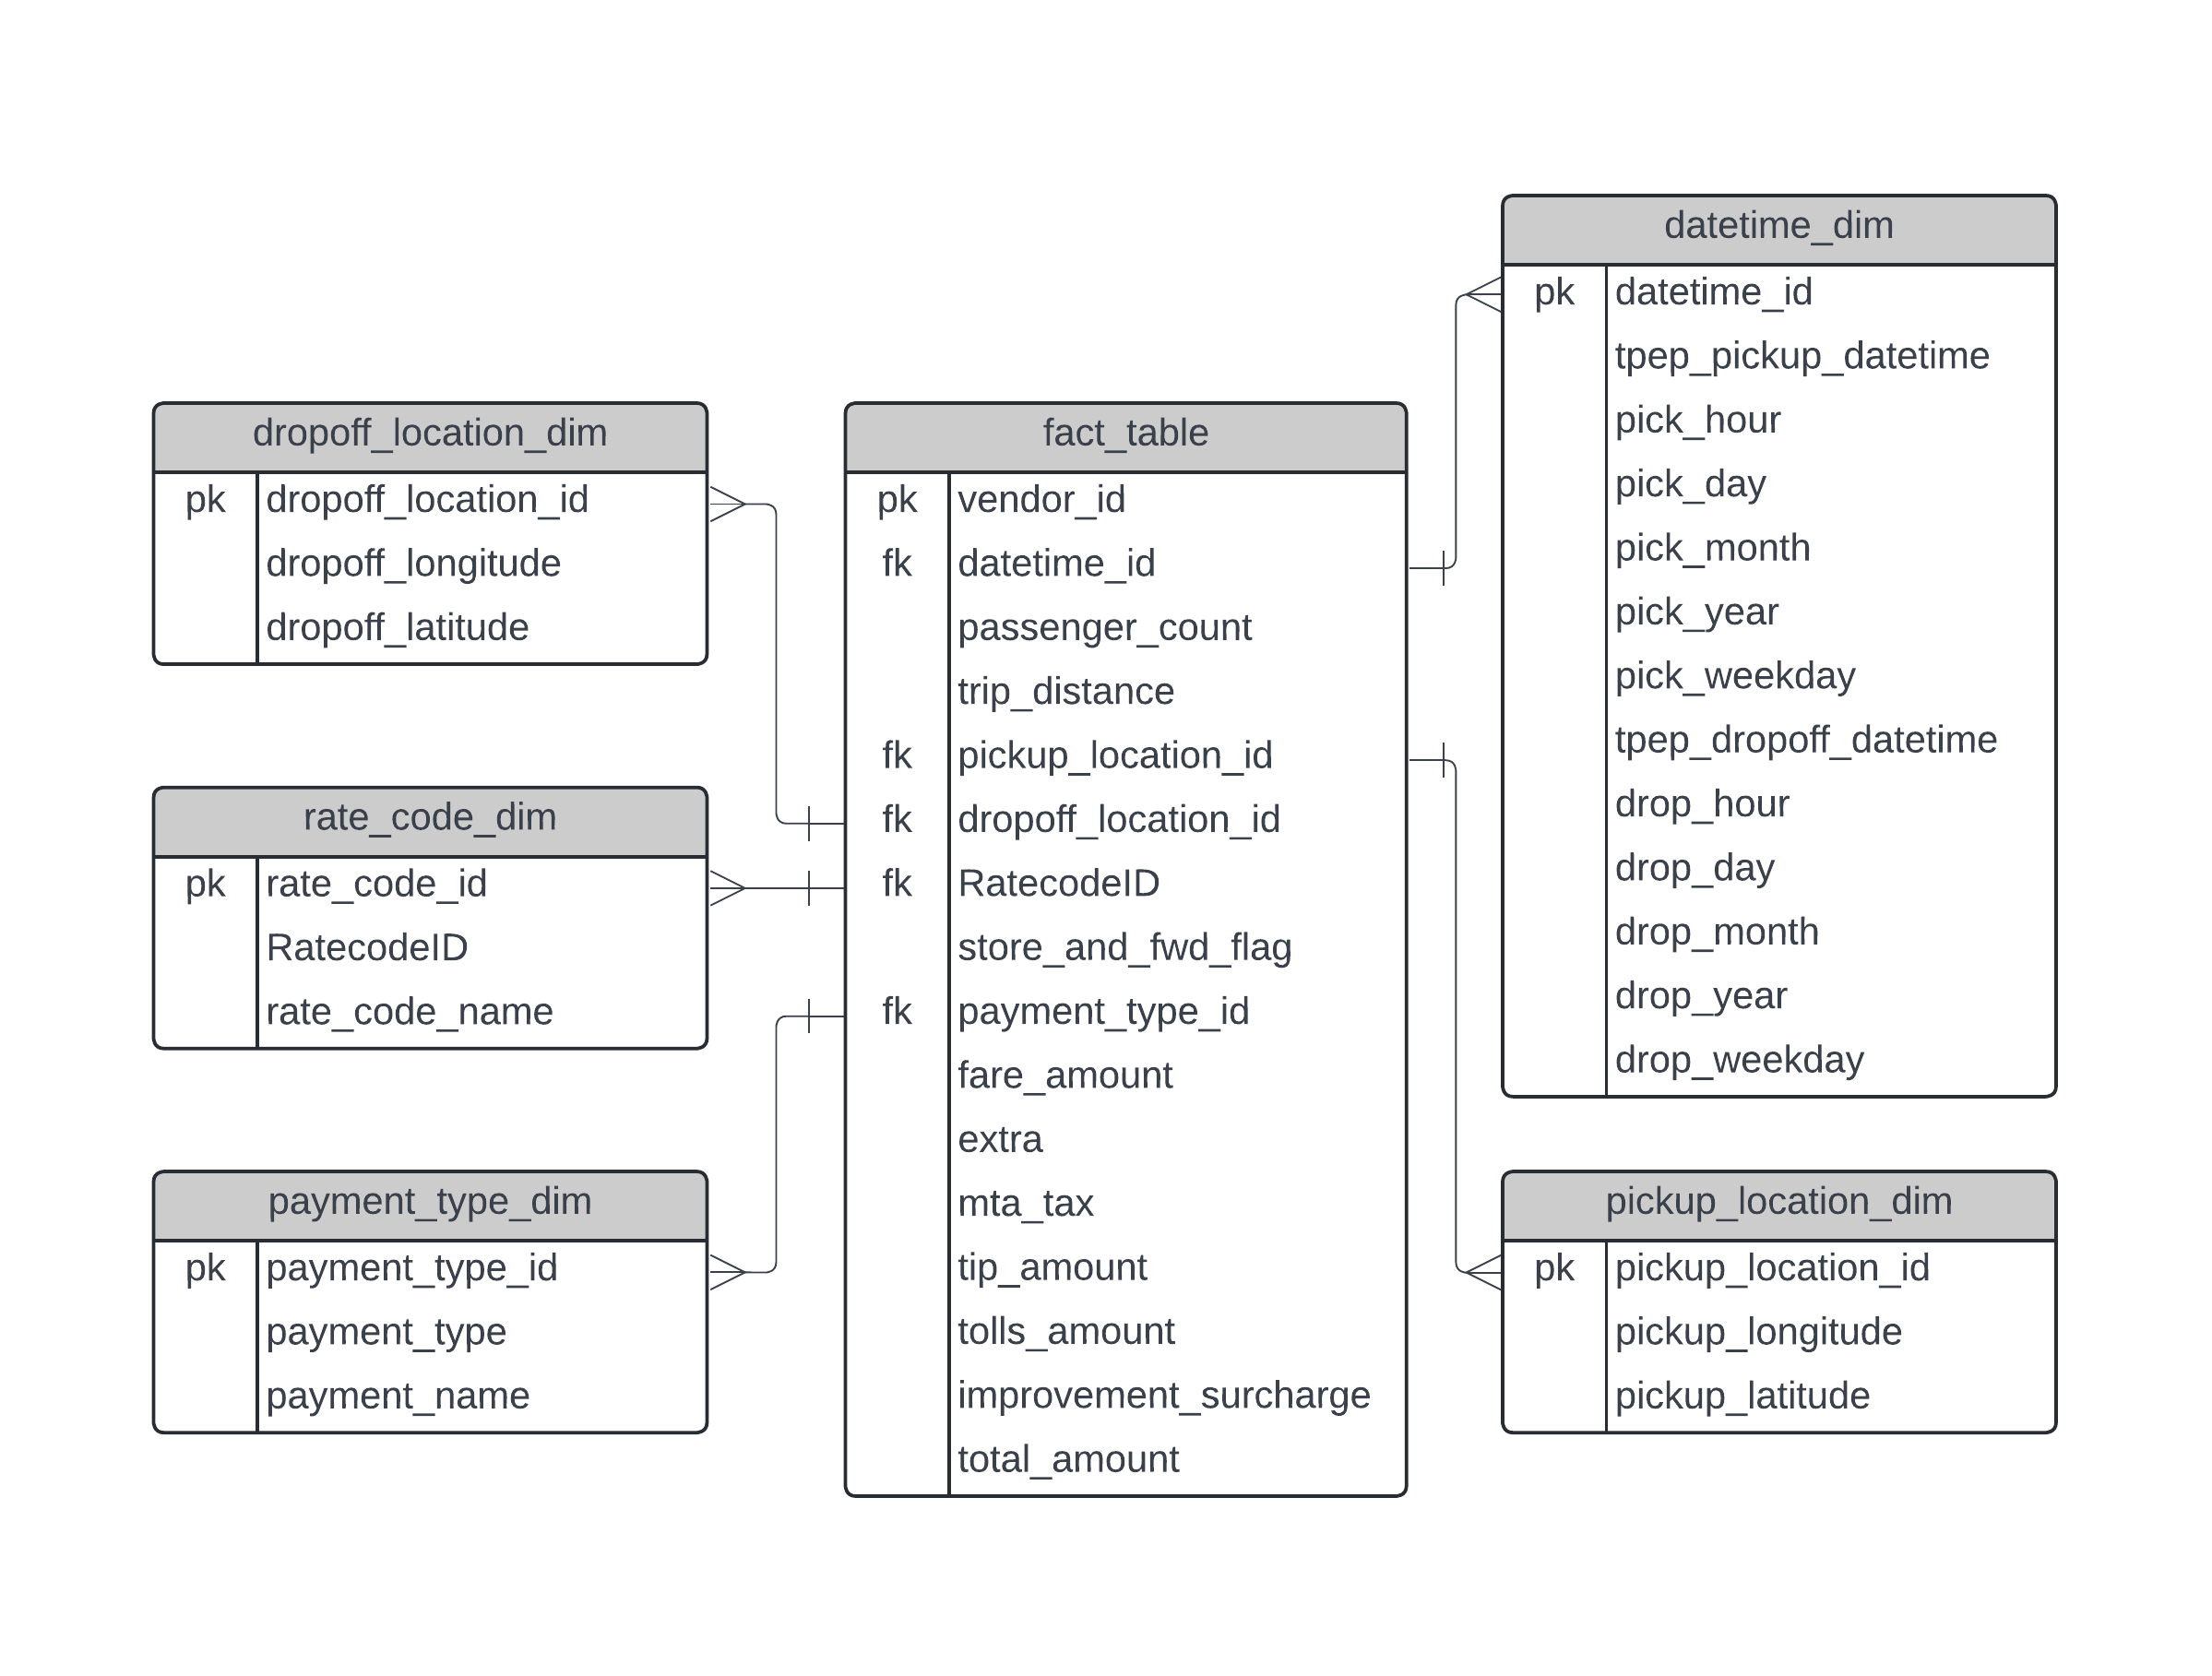 dropoff_location_dim
pk dropoff_location_id
dropoff_longitude
dropoff_latitude
rate_code_dim
pk rate_code_id
RatecodeID
rate_code_name
payment_type_dim
pk payment_type_id
payment_type
payment_name
fact_table
pk vendor_id
fk datetime_id
passenger_count
trip_distance
fk pickup_location_id
fk dropoff_location_id
fk RatecodeID
store_and_fwd_flag
fk payment_type_id
fare_amount
extra
mta_tax
tip_amount
tolls_amount
improvement_surcharge
total_amount
datetime_dim
pk datetime_id
tpep_pickup_datetime
pick_hour
pick_day
pick_month
pick_year
pick_weekday
tpep_dropoff_datetime
drop_hour
drop_day
drop_month
drop_year
drop_weekday
pickup_location_dim
pk pickup_location_id
pickup_longitude
pickup_latitude